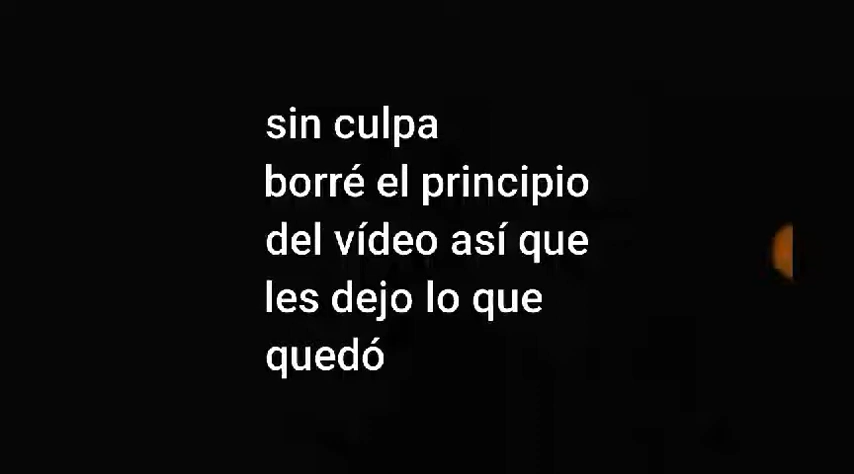 sin culpa
borré el principio
del vídeo así que
les dejo lo que
quedó